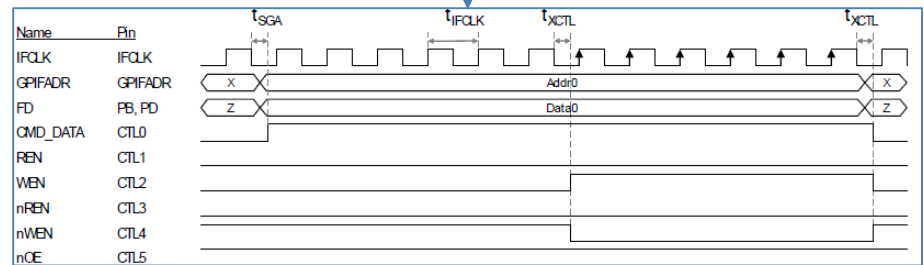 tSGA tIFCLK tXCTL tXCTL
Name Pin
IFCLK IFCLK
GPIFADR GPIFADR X Addr0 X
FD PB, PD Z Data0 Z
CMD_DATA CTL0
REN CTL1
WEN CTL2
nREN CTL3
nWEN CTL4
nOE CTL5